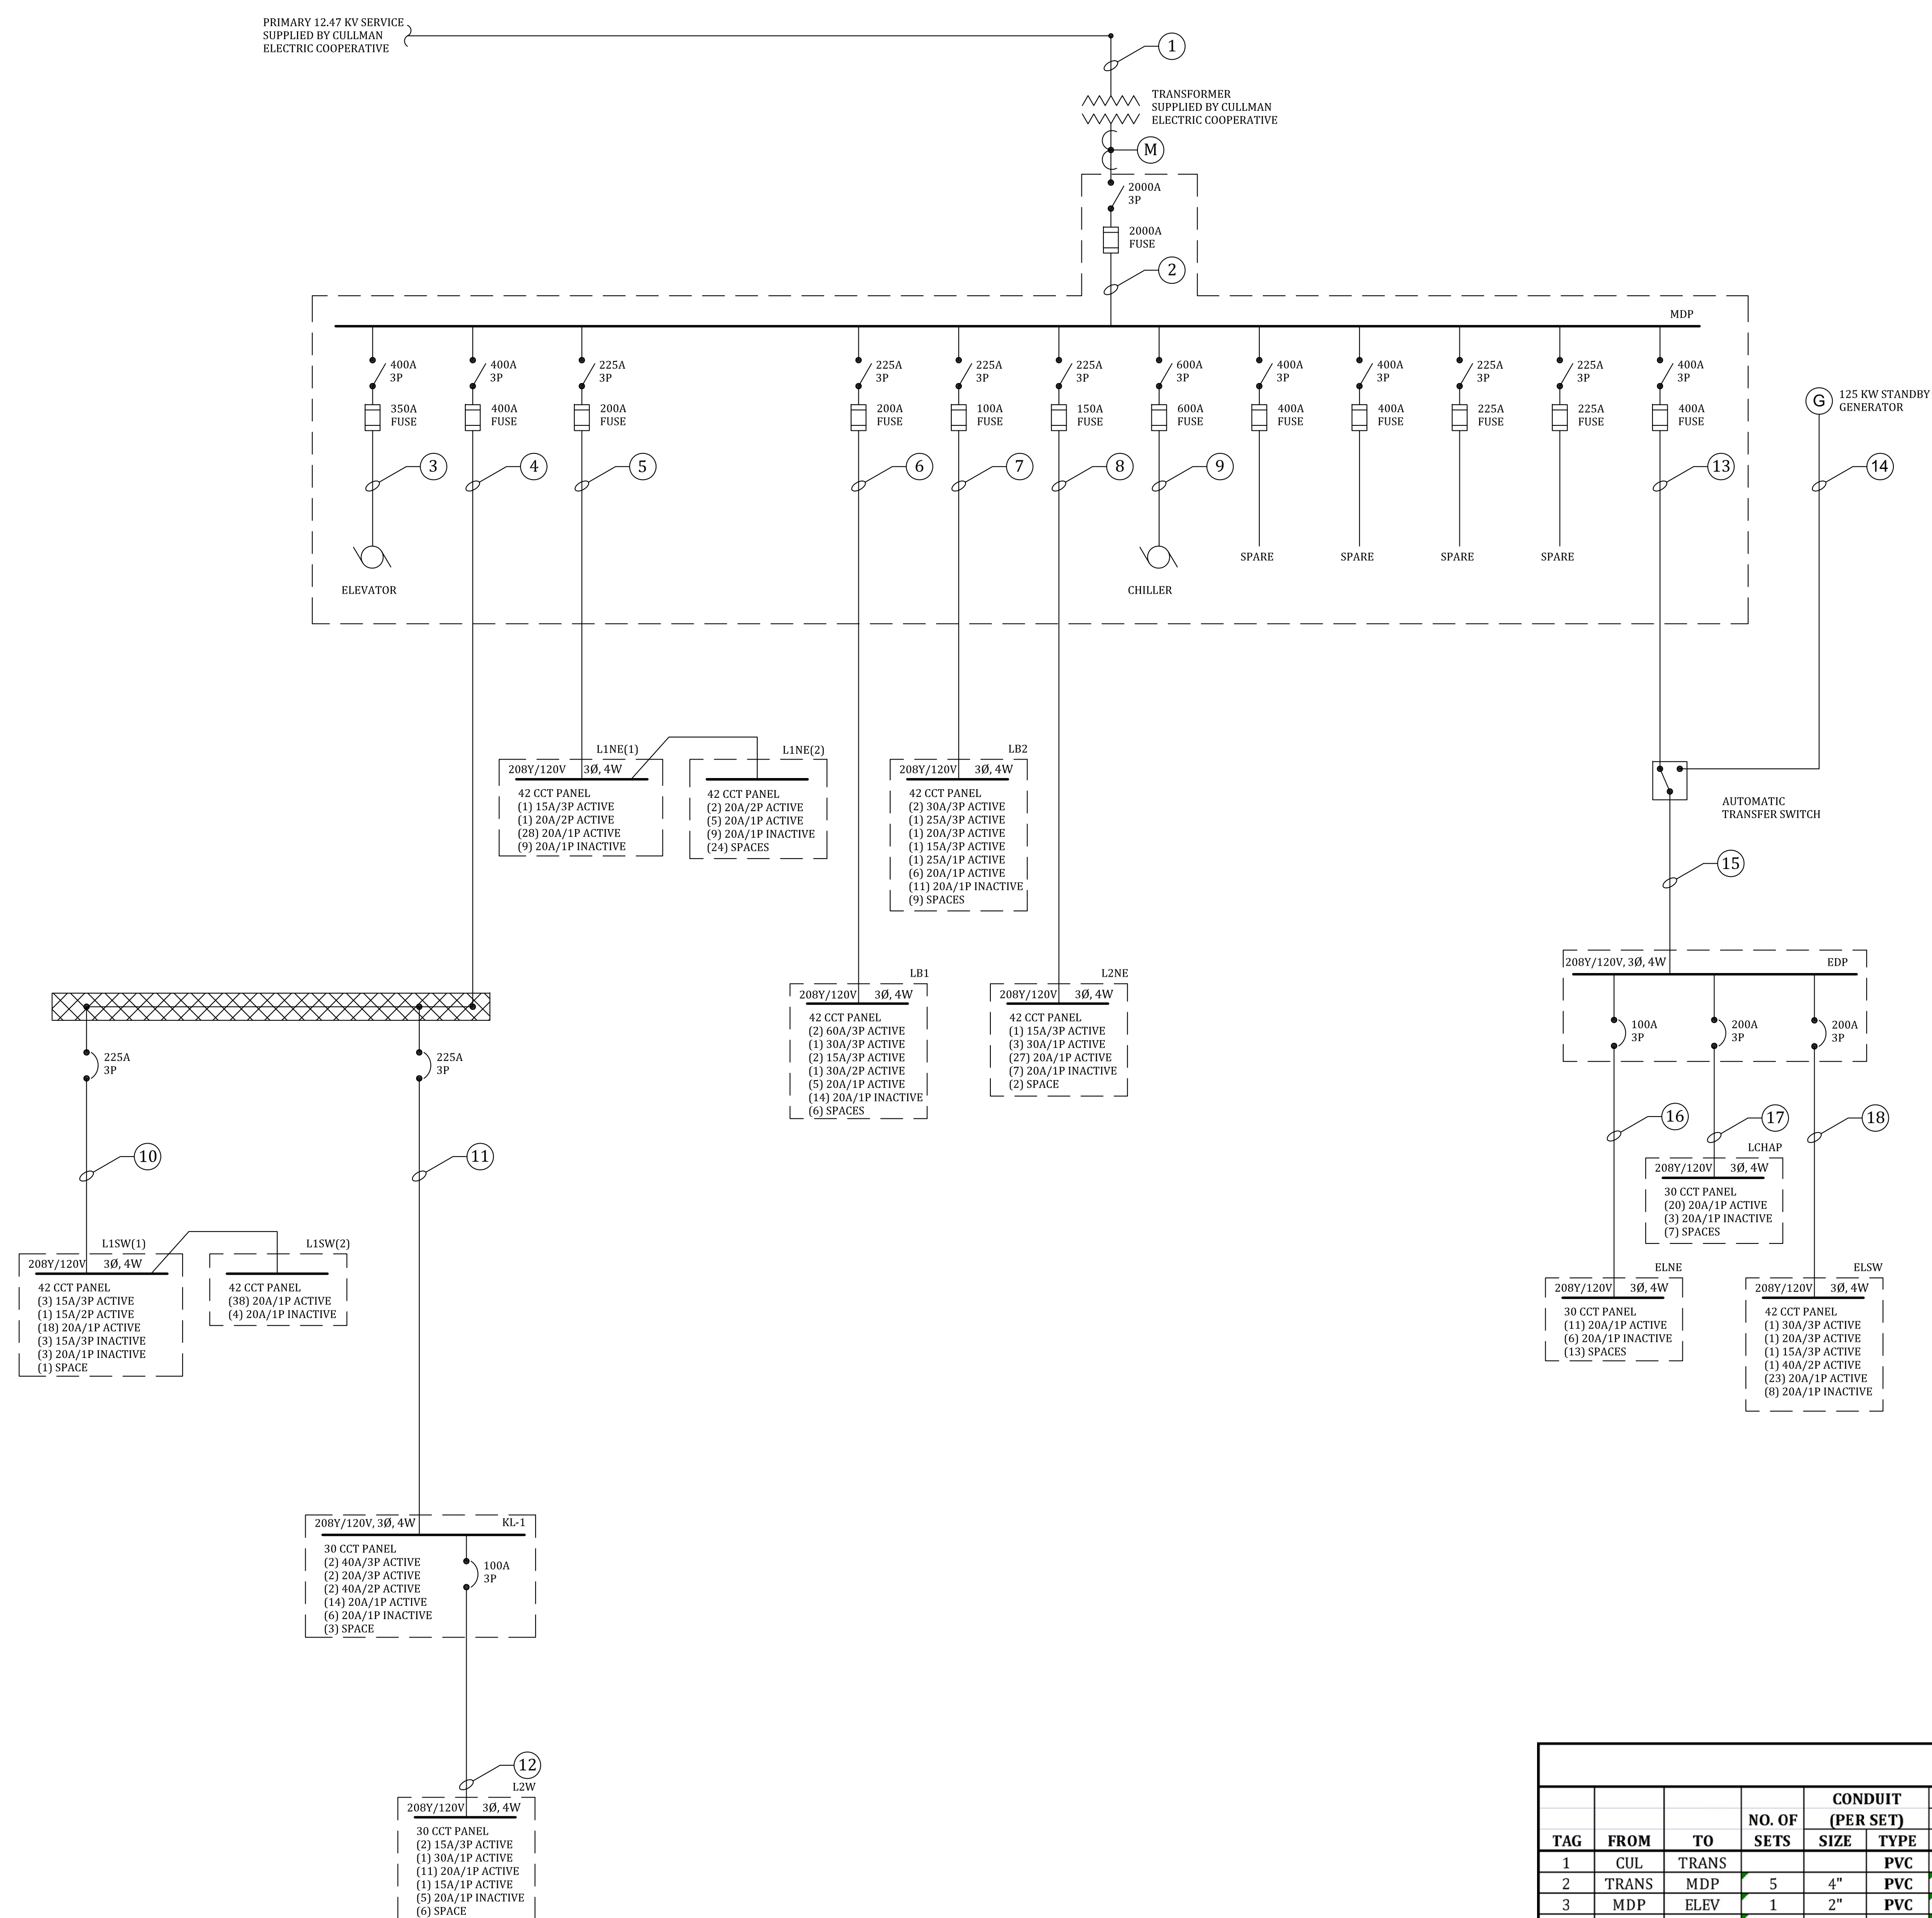 PRIMARY 12.47 KV SERVICE
SUPPLIED BY CULLMAN
ELECTRIC COOPERATIVE
1
TRANSFORMER
SUPPLIED BY CULLMAN
ELECTRIC COOPERATIVE
M
2000A
3P
2000A
FUSE
2
MDP
400A
3P
350A
FUSE
3
ELEVATOR
400A
3P
400A
FUSE
4
225A
3P
200A
FUSE
5
225A
3P
200A
FUSE
6
225A
3P
100A
FUSE
7
225A
3P
150A
FUSE
8
600A
3P
600A
FUSE
9
CHILLER
400A
3P
400A
FUSE
SPARE
400A
3P
400A
FUSE
SPARE
225A
3P
225A
FUSE
SPARE
225A
3P
225A
FUSE
SPARE
400A
3P
400A
FUSE
13
G
125 KW STANDBY
GENERATOR
14
L1NE(1)
208Y/120V 3Ø, 4W
42 CCT PANEL
(1) 15A/3P ACTIVE
(1) 20A/2P ACTIVE
(28) 20A/1P ACTIVE
(9) 20A/1P INACTIVE
L1NE(2)
42 CCT PANEL
(2) 20A/2P ACTIVE
(5) 20A/1P ACTIVE
(9) 20A/1P INACTIVE
(24) SPACES
LB2
208Y/120V 3Ø, 4W
42 CCT PANEL
(2) 30A/3P ACTIVE
(1) 25A/3P ACTIVE
(1) 20A/3P ACTIVE
(1) 15A/3P ACTIVE
(1) 25A/1P ACTIVE
(6) 20A/1P ACTIVE
(11) 20A/1P INACTIVE
(9) SPACES
AUTOMATIC
TRANSFER SWITCH
15
LB1
208Y/120V 3Ø, 4W
42 CCT PANEL
(2) 60A/3P ACTIVE
(1) 30A/3P ACTIVE
(2) 15A/3P ACTIVE
(1) 30A/2P ACTIVE
(5) 20A/1P ACTIVE
(14) 20A/1P INACTIVE
(6) SPACES
L2NE
208Y/120V 3Ø, 4W
42 CCT PANEL
(1) 15A/3P ACTIVE
(3) 30A/1P ACTIVE
(27) 20A/1P ACTIVE
(7) 20A/1P INACTIVE
(2) SPACE
208Y/120V, 3Ø, 4W
EDP
100A
3P
200A
3P
200A
3P
225A
3P
225A
3P
10
11
16
17
18
LCHAP
208Y/120V 3Ø, 4W
30 CCT PANEL
(20) 20A/1P ACTIVE
(3) 20A/1P INACTIVE
(7) SPACES
L1SW(1)
208Y/120V 3Ø, 4W
42 CCT PANEL
(3) 15A/3P ACTIVE
(1) 15A/2P ACTIVE
(18) 20A/1P ACTIVE
(3) 15A/3P INACTIVE
(3) 20A/1P INACTIVE
(1) SPACE
L1SW(2)
42 CCT PANEL
(38) 20A/1P ACTIVE
(4) 20A/1P INACTIVE
ELNE
208Y/120V 3Ø, 4W
30 CCT PANEL
(11) 20A/1P ACTIVE
(6) 20A/1P INACTIVE
(13) SPACES
ELSW
208Y/120V 3Ø, 4W
42 CCT PANEL
(1) 30A/3P ACTIVE
(1) 20A/3P ACTIVE
(1) 15A/3P ACTIVE
(1) 40A/2P ACTIVE
(23) 20A/1P ACTIVE
(8) 20A/1P INACTIVE
208Y/120V, 3Ø, 4W
KL-1
30 CCT PANEL
(2) 40A/3P ACTIVE
(2) 20A/3P ACTIVE
(2) 40A/2P ACTIVE
(14) 20A/1P ACTIVE
(6) 20A/1P INACTIVE
(3) SPACE
100A
3P
12
L2W
208Y/120V 3Ø, 4W
30 CCT PANEL
(2) 15A/3P ACTIVE
(1) 30A/1P ACTIVE
(11) 20A/1P ACTIVE
(1) 15A/1P ACTIVE
(5) 20A/1P INACTIVE
(6) SPACE
CONDUIT
NO. OF (PER SET)
TAG FROM TO SETS SIZE TYPE
1 CUL TRANS PVC
2 TRANS MDP 5 4" PVC
3 MDP ELEV 1 2" PVC